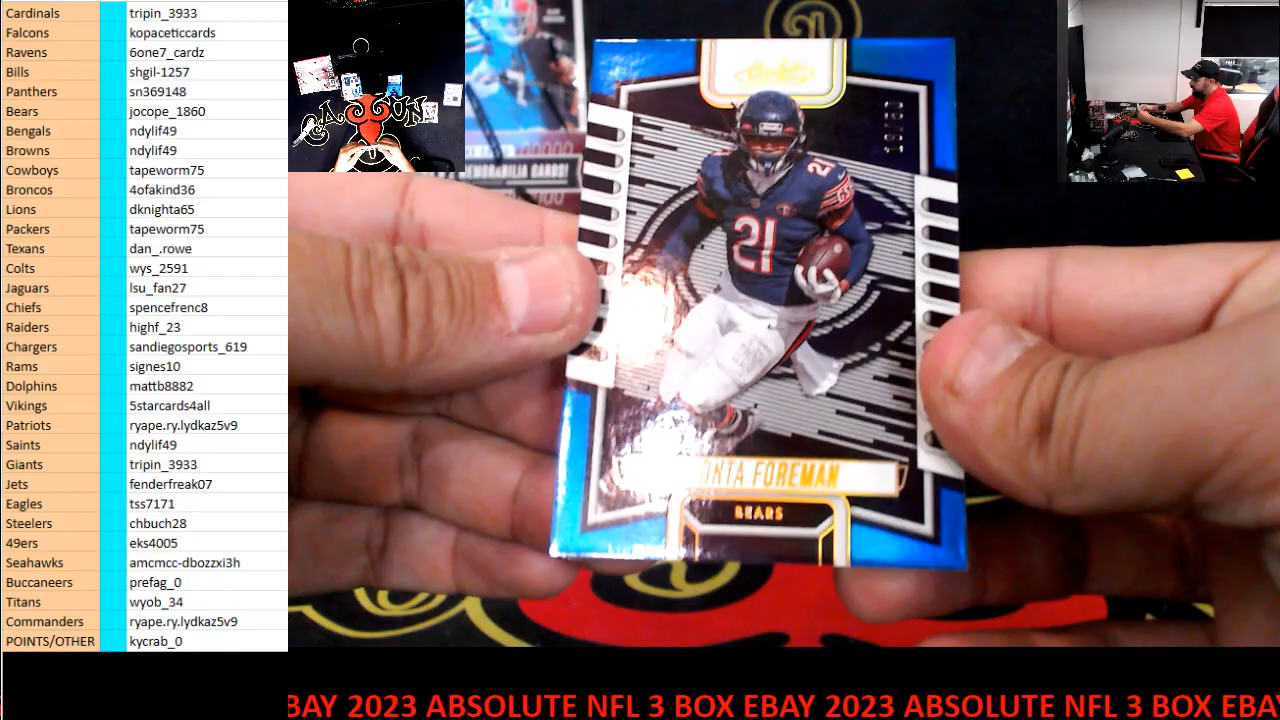 Cardinals tripin_3933
Falcons kopaceticcards
Ravens 6one7_cardz
Bills shgil-1257
Panthers sn369148
Bears jocope_1860
Bengals ndylif49
Browns ndylif49
Cowboys tapeworm75
Broncos 4ofakind36
Lions dknighta65
Packers tapeworm75
Texans dan_.rowe
Colts wys_2591
Jaguars lsu_fan27
Chiefs spencefrenc8
Raiders highf_23
Chargers sandiegosports_619
Rams signes10
Dolphins mattb8882
Vikings 5starcards4all
Patriots ryape.ry.lydkaz5v9
Saints ndylif49
Giants tripin_3933
Jets fenderfreak07
Eagles tss7171
Steelers chbuch28
49ers eks4005
Seahawks amcmcc-dbozzxi3h
Buccaneers prefag_0
Titans wyob_34
Commanders ryape.ry.lydkaz5v9
POINTS/OTHER kycrab_0
MEMORABILIA CARDS!
21
21
ONTA FOREMAN
BEARS
BAY 2023 ABSOLUTE NFL 3 BOX EBAY 2023 ABSOLUTE NFL 3 BOX EBA